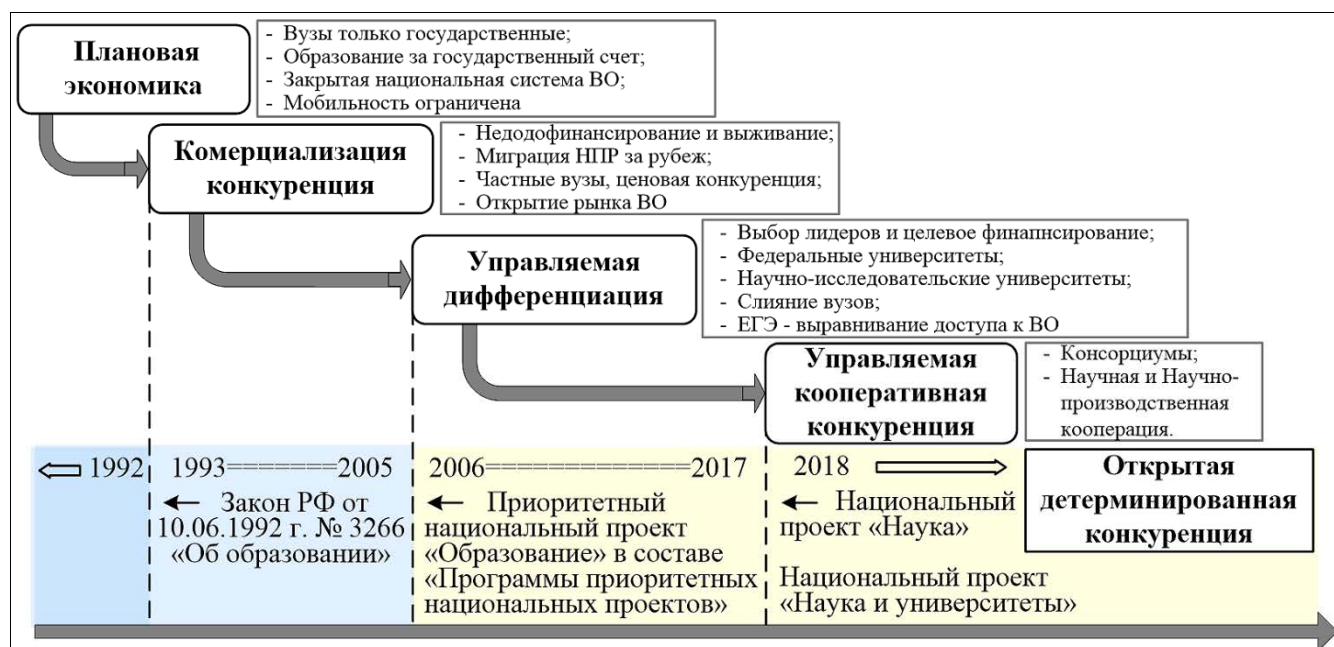 Плановая
экономика
- Вузы только государственные;
- Образование за государственный счет;
- Закрытая национальная система ВО;
- Мобильность ограничена
Комерциализация
конкуренция
- Недодофинансирование и выживание;
- Миграция НПР за рубеж;
- Частные вузы, ценовая конкуренция;
- Открытие рынка ВО
Управляемая
дифференциация
- Выбор лидеров и целевое финапнсирование;
- Федеральные университеты;
- Научно-исследовательские университеты;
- Слияние вузов;
- ЕГЭ - выравнивание доступа к ВО
Управляемая
кооперативная
конкуренция
- Консорциумы;
- Научная и Научно-
производственная
кооперация.
1992
1993=======2005
Закон РФ от
10.06.1992 г. № 3266
«Об образовании»
2006=============2017
Приоритетный
национальный проект
«Образование» в составе
«Программы приоритетных
национальных проектов»
2018
Национальный
проект «Наука»
Национальный проект
«Наука и университеты»
Открытая
детерминированная
конкуренция